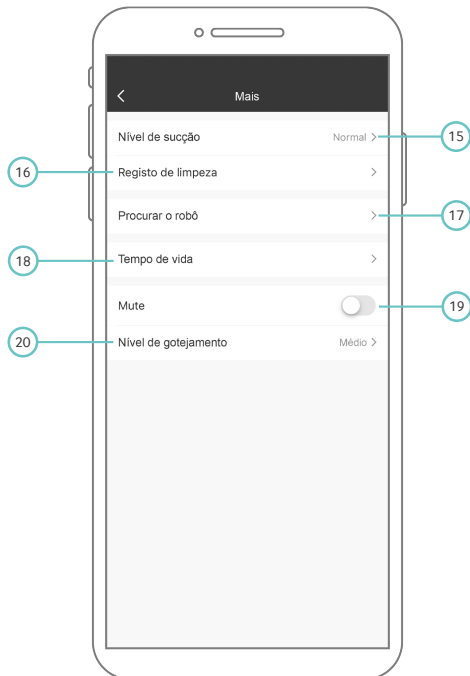 Mais
Nível de sucção Normal 15
16 Registo de limpeza
Procurar o robô 17
18 Tempo de vida
Mute 19
20 Nível de gotejamento Médio